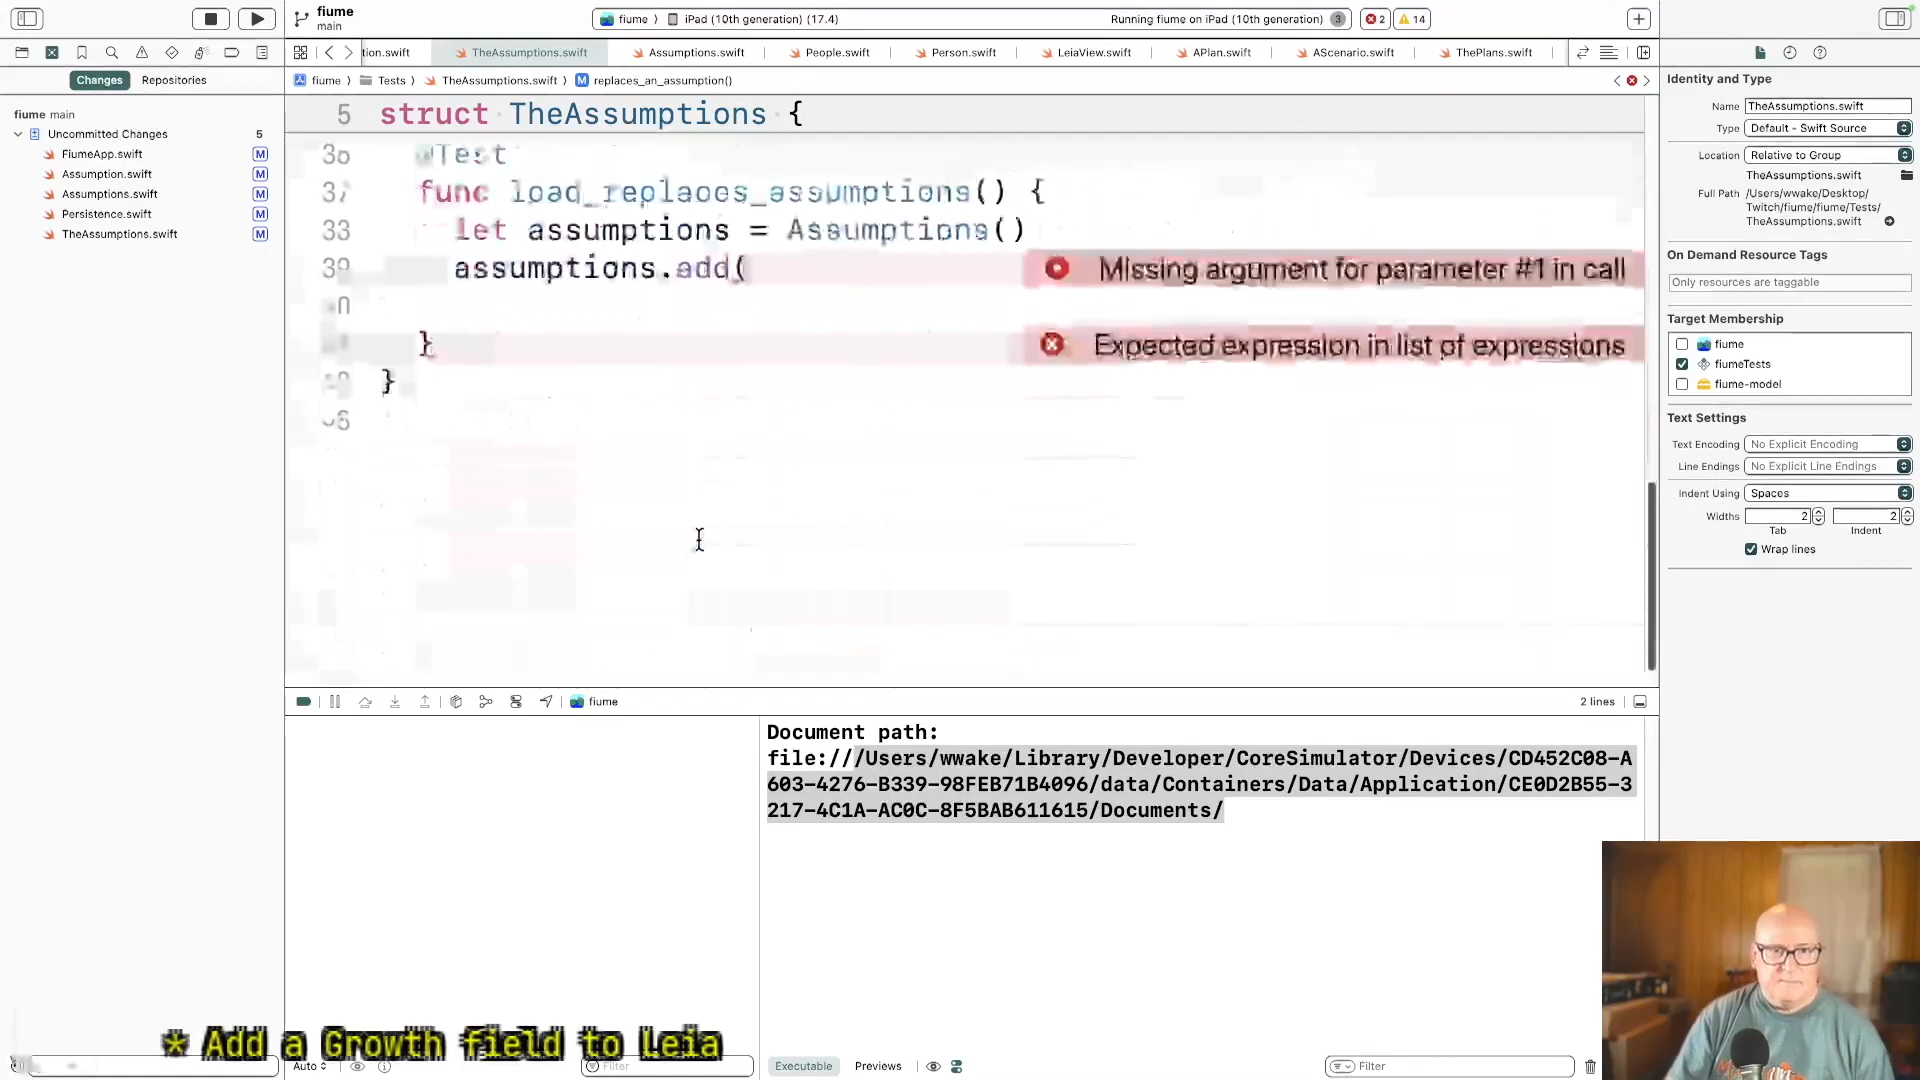 fiume
main
fiume
iPad (10th generation) (17.4)
Running fiume on iPad (10th generation)
3
2
14
tion.swift
TheAssumptions.swift
Assumptions.swift
People.swift
Person.swift
LeiaView.swift
APlan.swift
AScenario.swift
ThePlans.swift
Changes
Repositories
fiume
Tests
TheAssumptions.swift
M
replaces_an_assumption()
fiume main
Uncommitted Changes
5
FiumeApp.swift
M
Assumption.swift
M
Assumptions.swift
M
Persistence.swift
M
TheAssumptions.swift
M
5 struct TheAssumptions {
@Test
func load_replaces_assumptions() {
let assumptions = Assumptions()
39 assumptions.add(
Missing argument for parameter #1 in call
}
Expected expression in list of expressions
}
fiume
2 lines
Document path:
file:///Users/wwake/Library/Developer/CoreSimulator/Devices/CD452C08-A
603-4276-B339-98FEB71B4096/data/Containers/Data/Application/CE0D2B55-3
217-4C1A-AC0C-8F5BAB611615/Documents/
Auto
Filter
Executable
Previews
Filter
* Add a Growth field to Leia
Identity and Type
Name TheAssumptions.swift
Type Default - Swift Source
Location Relative to Group
TheAssumptions.swift
Full Path /Users/wwake/Desktop/
Twitch/fiume/fiume/Tests/
TheAssumptions.swift
On Demand Resource Tags
Only resources are taggable
Target Membership
fiume
fiumeTests
fiume-model
Text Settings
Text Encoding No Explicit Encoding
Line Endings No Explicit Line Endings
Indent Using Spaces
Widths 2 2
Tab Indent
Wrap lines